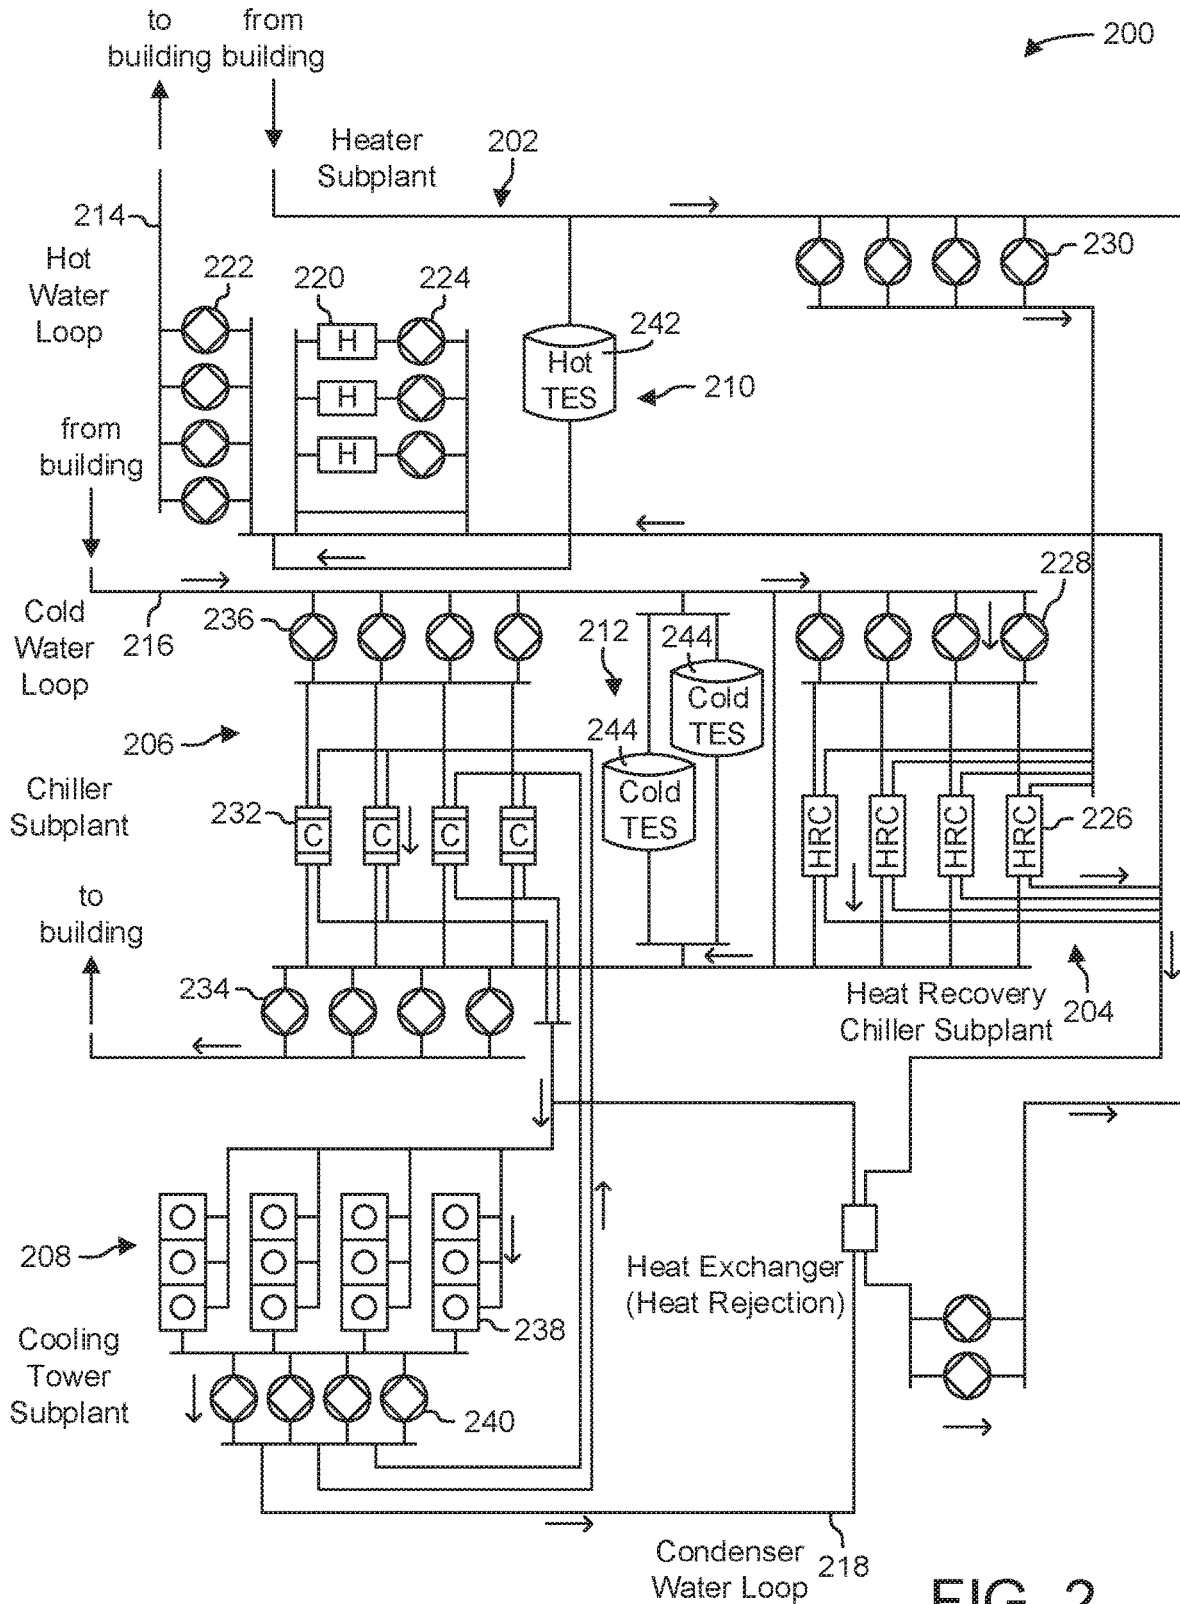 to
building
from
building
200
Heater
Subplant
202
214
Hot
Water
Loop
222
220
224
230
H
H
H
Hot
TES
242
210
from
building
Cold
Water
Loop
216
236
212
244
Cold
TES
244
Cold
TES
228
206
Chiller
Subplant
232
C
C
C
C
HRC
HRC
HRC
HRC
226
to
building
234
Heat Recovery
Chiller Subplant
204
208
Heat Exchanger
(Heat Rejection)
238
Cooling
Tower
Subplant
240
Condenser
Water Loop
218
FIG. 2